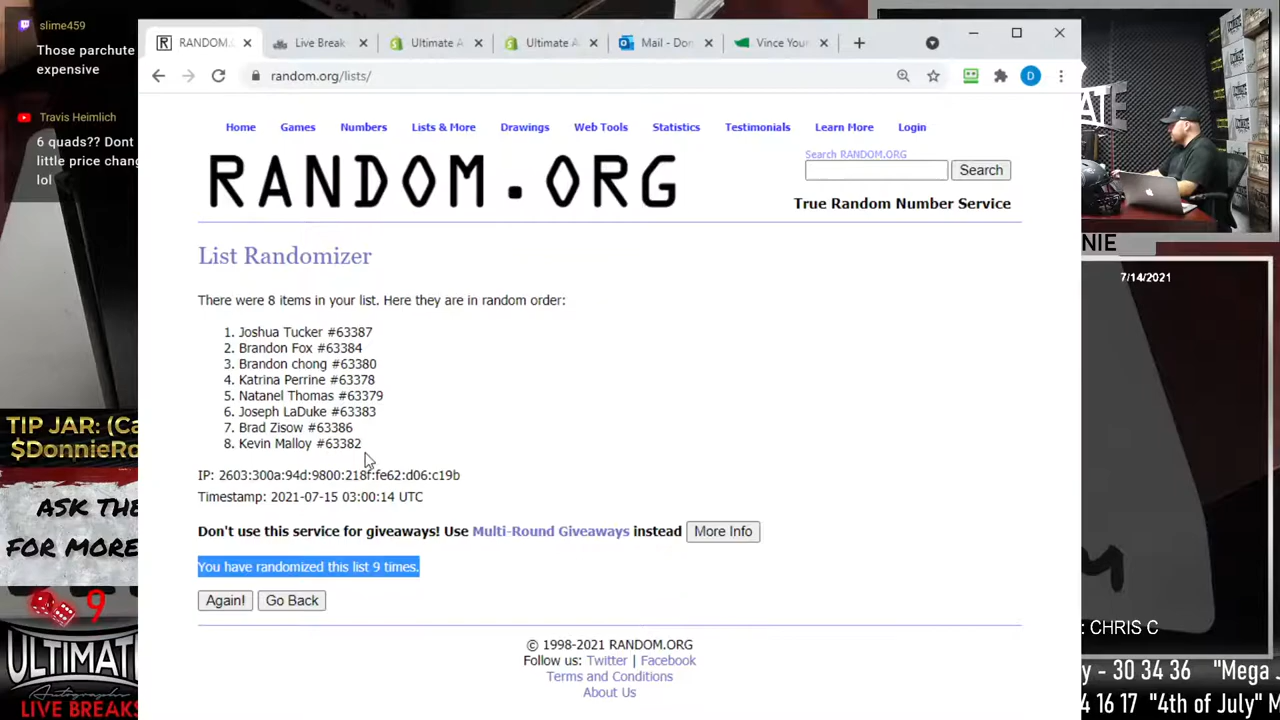 slime459
Those parchute
expensive
Travis Heimlich
6 quads?? Dont
little price chang
lol
RANDOM.
Live Break
Ultimate A
Ultimate A
Mail - Don
Vince Your
random.org/lists/
D
Home Games Numbers Lists & More Drawings Web Tools Statistics Testimonials Learn More Login
RANDOM.ORG
Search RANDOM.ORG
Search
True Random Number Service
List Randomizer
There were 8 items in your list. Here they are in random order:
1. Joshua Tucker #63387
2. Brandon Fox #63384
3. Brandon chong #63380
4. Katrina Perrine #63378
5. Natanel Thomas #63379
6. Joseph LaDuke #63383
7. Brad Zisow #63386
8. Kevin Malloy #63382
IP: 2603:300a:94d:9800:218f:fe62:d06:c19b
Timestamp: 2021-07-15 03:00:14 UTC
Don't use this service for giveaways! Use Multi-Round Giveaways instead More Info
You have randomized this list 9 times.
Again! Go Back
© 1998-2021 RANDOM.ORG
Follow us: Twitter | Facebook
Terms and Conditions
About Us
TIP JAR: (Ca
$DonnieRo
ASK THE
FOR MORE
9
ULTIMAT
Autographs
LIVE BREAKS
NIE
7/14/2021
: CHRIS C
y - 30 34 36 "Mega J
4 16 17 "4th of July" M